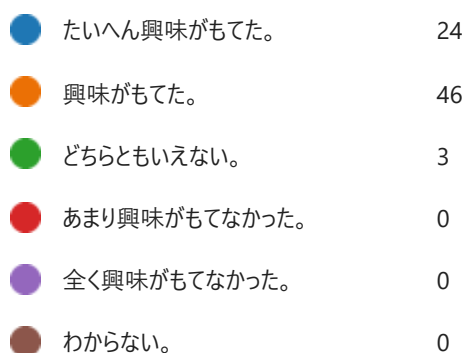 たいへん興味がもてた。 24
興味がもてた。 46
どちらともいえない。 3
あまり興味がもてなかった。 0
全く興味がもてなかった。 0
わからない。 0